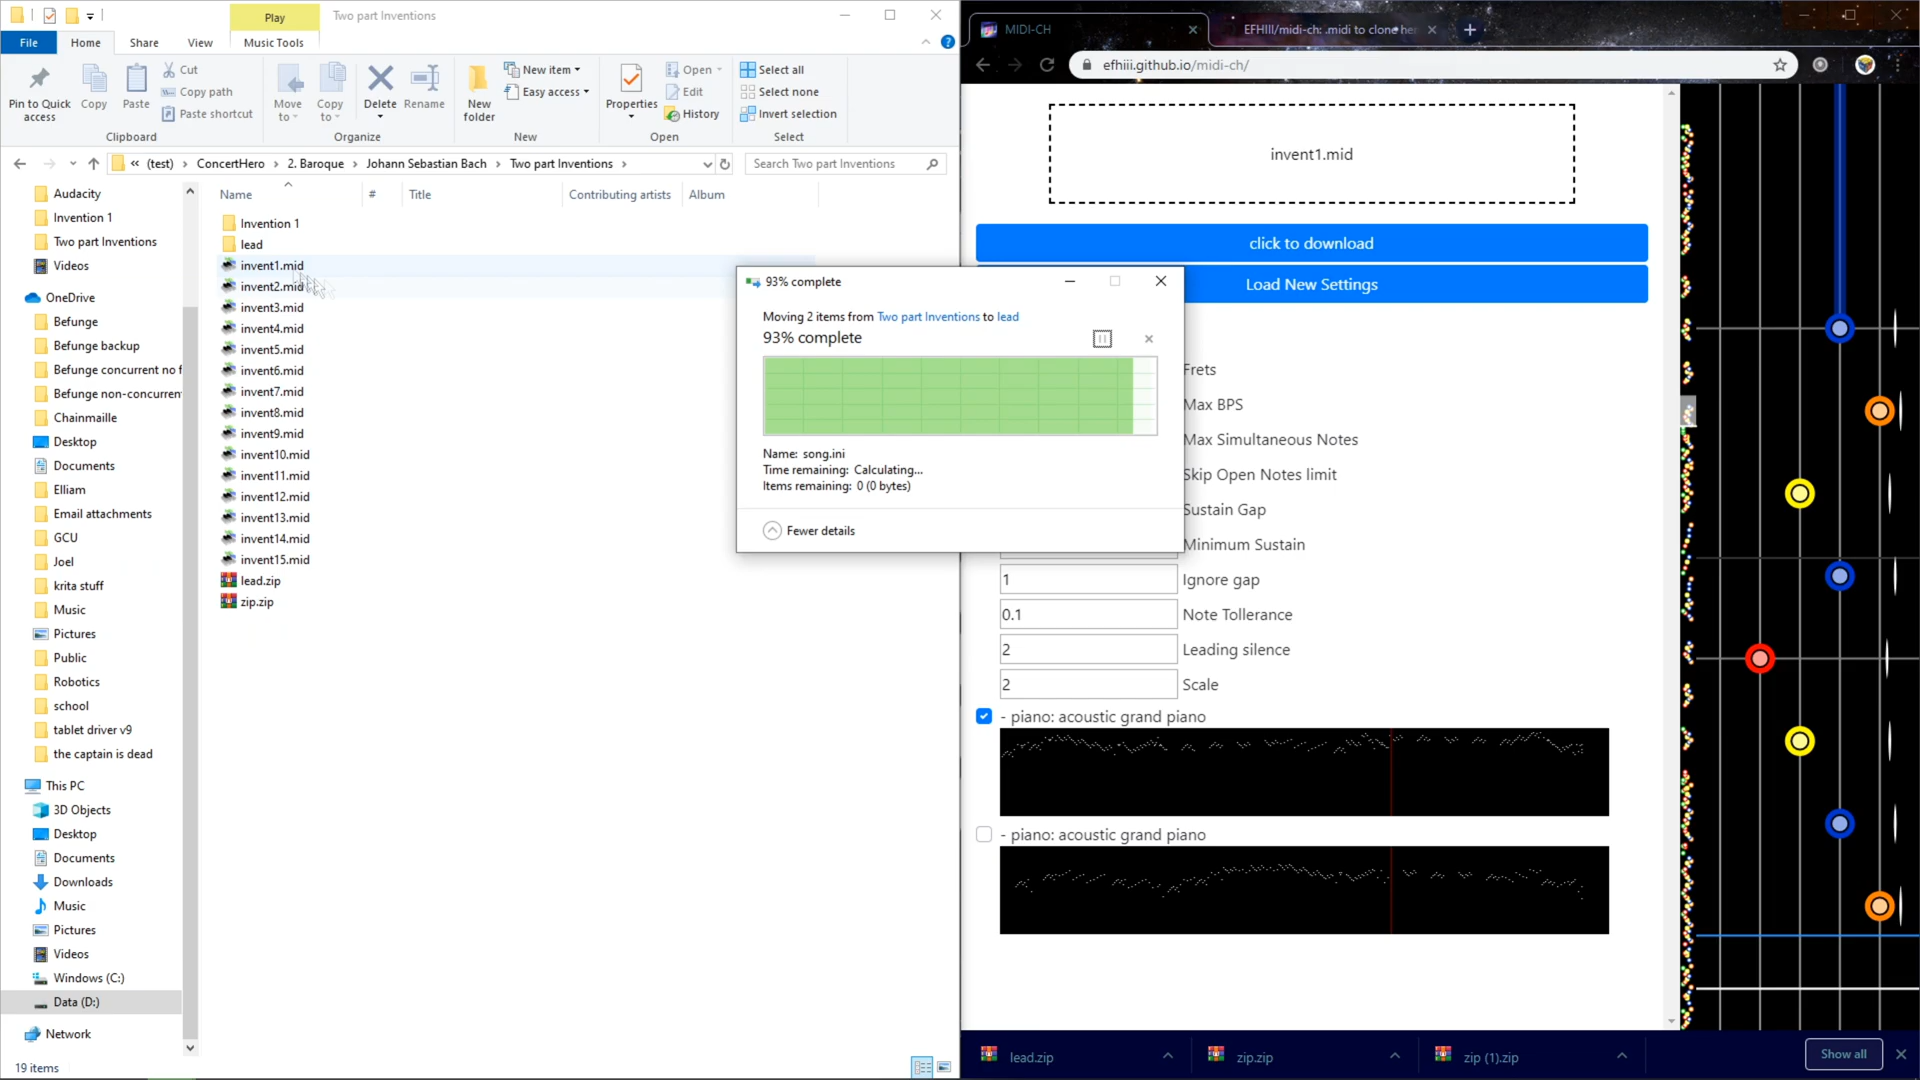 Play
Two part Inventions
File
Home
Share
View
Music Tools
Pin to Quick access
Copy
Paste
Cut
Copy path
Paste shortcut
Clipboard
Move to
Copy to
Delete
Rename
Organize
New folder
New item
Easy access
New
Properties
Open
Edit
History
Open
Select all
Select none
Invert selection
Select
« (test) › ConcertHero › 2. Baroque › Johann Sebastian Bach › Two part Inventions ›
Search Two part Inventions
Name
#
Title
Contributing artists
Album
Audacity
Invention 1
Two part Inventions
Videos
OneDrive
Befunge
Befunge backup
Befunge concurrent no f
Befunge non-concurren
Chainmaille
Desktop
Documents
Elliam
Email attachments
GCU
Joel
krita stuff
Music
Pictures
Public
Robotics
school
tablet driver v9
the captain is dead
This PC
3D Objects
Desktop
Documents
Downloads
Music
Pictures
Videos
Windows (C:)
Data (D:)
Network
19 items
Invention 1
lead
invent1.mid
invent2.mid
invent3.mid
invent4.mid
invent5.mid
invent6.mid
invent7.mid
invent8.mid
invent9.mid
invent10.mid
invent11.mid
invent12.mid
invent13.mid
invent14.mid
invent15.mid
lead.zip
zip.zip
93% complete
Moving 2 items from Two part Inventions to lead
93% complete
Name: song.ini
Time remaining: Calculating...
Items remaining: 0 (0 bytes)
Fewer details
MIDI-CH
EFHIII/midi-ch: .midi to clone her
efhiii.github.io/midi-ch/
invent1.mid
click to download
Load New Settings
Frets
Max BPS
Max Simultaneous Notes
Skip Open Notes limit
Sustain Gap
Minimum Sustain
1 Ignore gap
0.1 Note Tollerance
2 Leading silence
2 Scale
- piano: acoustic grand piano
- piano: acoustic grand piano
lead.zip
zip.zip
zip (1).zip
Show all